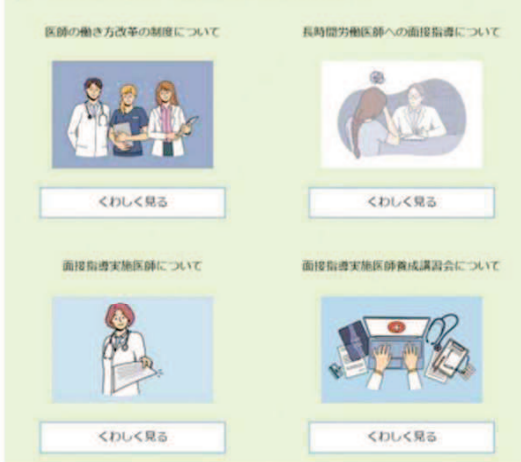 医師の働き方改革の制度について
長時間労働医師への面接指導について
くわしく見る
くわしく見る
面接指導実施医師について
面接指導実施医師養成講習会について
くわしく見る
くわしく見る